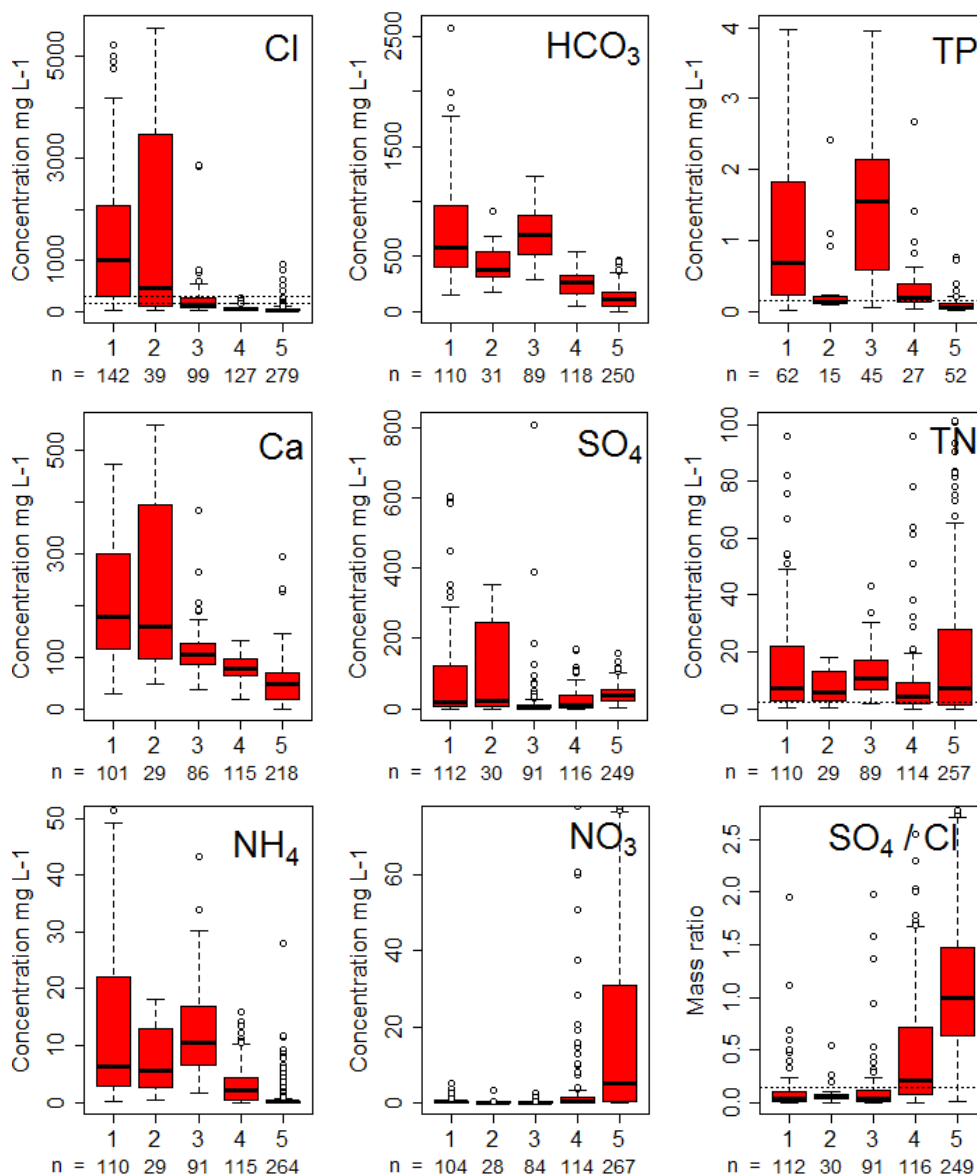 Cl
Concentration mg L-1
5000
3000
1000
0
1 2 3 4 5
n = 142 39 99 127 279
HCO₃
Concentration mg L-1
2500
1500
500
0
1 2 3 4 5
n = 110 31 89 118 250
TP
Concentration mg L-1
4
3
2
1
0
1 2 3 4 5
n = 62 15 45 27 52
Ca
Concentration mg L-1
500
300
100
0
1 2 3 4 5
n = 101 29 86 115 218
SO₄
Concentration mg L-1
800
600
400
200
0
1 2 3 4 5
n = 112 30 91 116 249
TN
Concentration mg L-1
100
80
60
40
20
0
1 2 3 4 5
n = 110 29 89 114 257
NH₄
Concentration mg L-1
50
40
30
20
10
0
1 2 3 4 5
n = 110 29 91 115 264
NO₃
Concentration mg L-1
60
40
20
0
1 2 3 4 5
n = 104 28 84 114 267
SO₄ / Cl
Mass ratio
2.5
2.0
1.5
1.0
0.5
0.0
1 2 3 4 5
n = 112 30 91 116 249